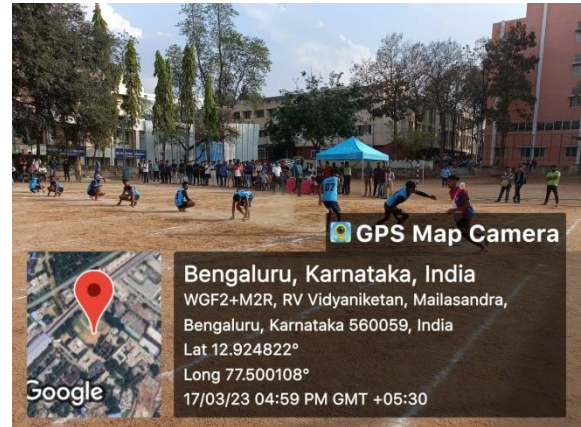 07
GPS Map Camera
Bengaluru, Karnataka, India
WGF2+M2R, RV Vidyaniketan, Mailasandra,
Bengaluru, Karnataka 560059, India
Lat 12.924822°
Long 77.500108°
17/03/23 04:59 PM GMT +05:30
Google